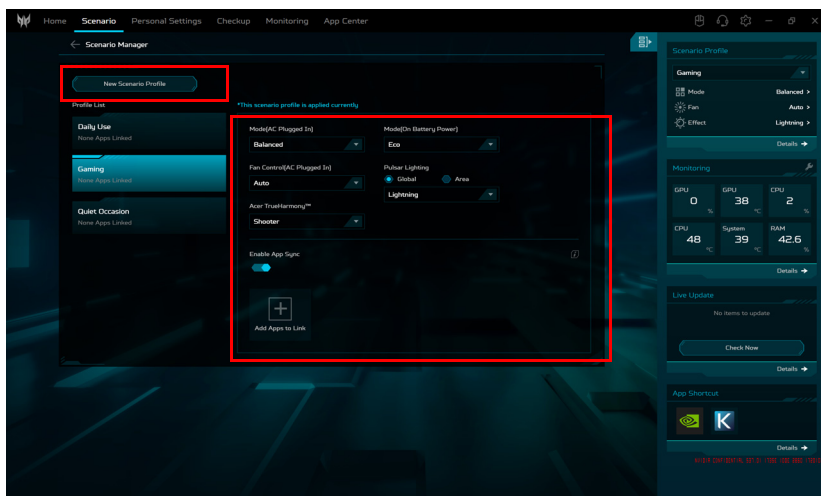 Home Scenario Personal Settings Checkup Monitoring App Center
Scenario Manager
New Scenario Profile
Profile List
Daily Use
None Apps Linked
Gaming
None Apps Linked
Quiet Occasion
None Apps Linked
*This scenario profile is applied currently
Mode(AC Plugged In)
Balanced
Mode(On Battery Power)
Eco
Fan Control(AC Plugged In)
Auto
Pulsar Lighting
Global
Area
Lightning
Acer TrueHarmony™
Shooter
Enable App Sync
i
Add Apps to Link
Scenario Profile
Gaming
Mode Balanced >
Fan Auto >
Effect Lightning >
Details
Monitoring
GPU
0
%
GPU
38
°C
CPU
2
%
CPU
48
°C
System
39
°C
RAM
42.6
%
Details
Live Update
No items to update
Check Now
Details
App Shortcut
K
Details